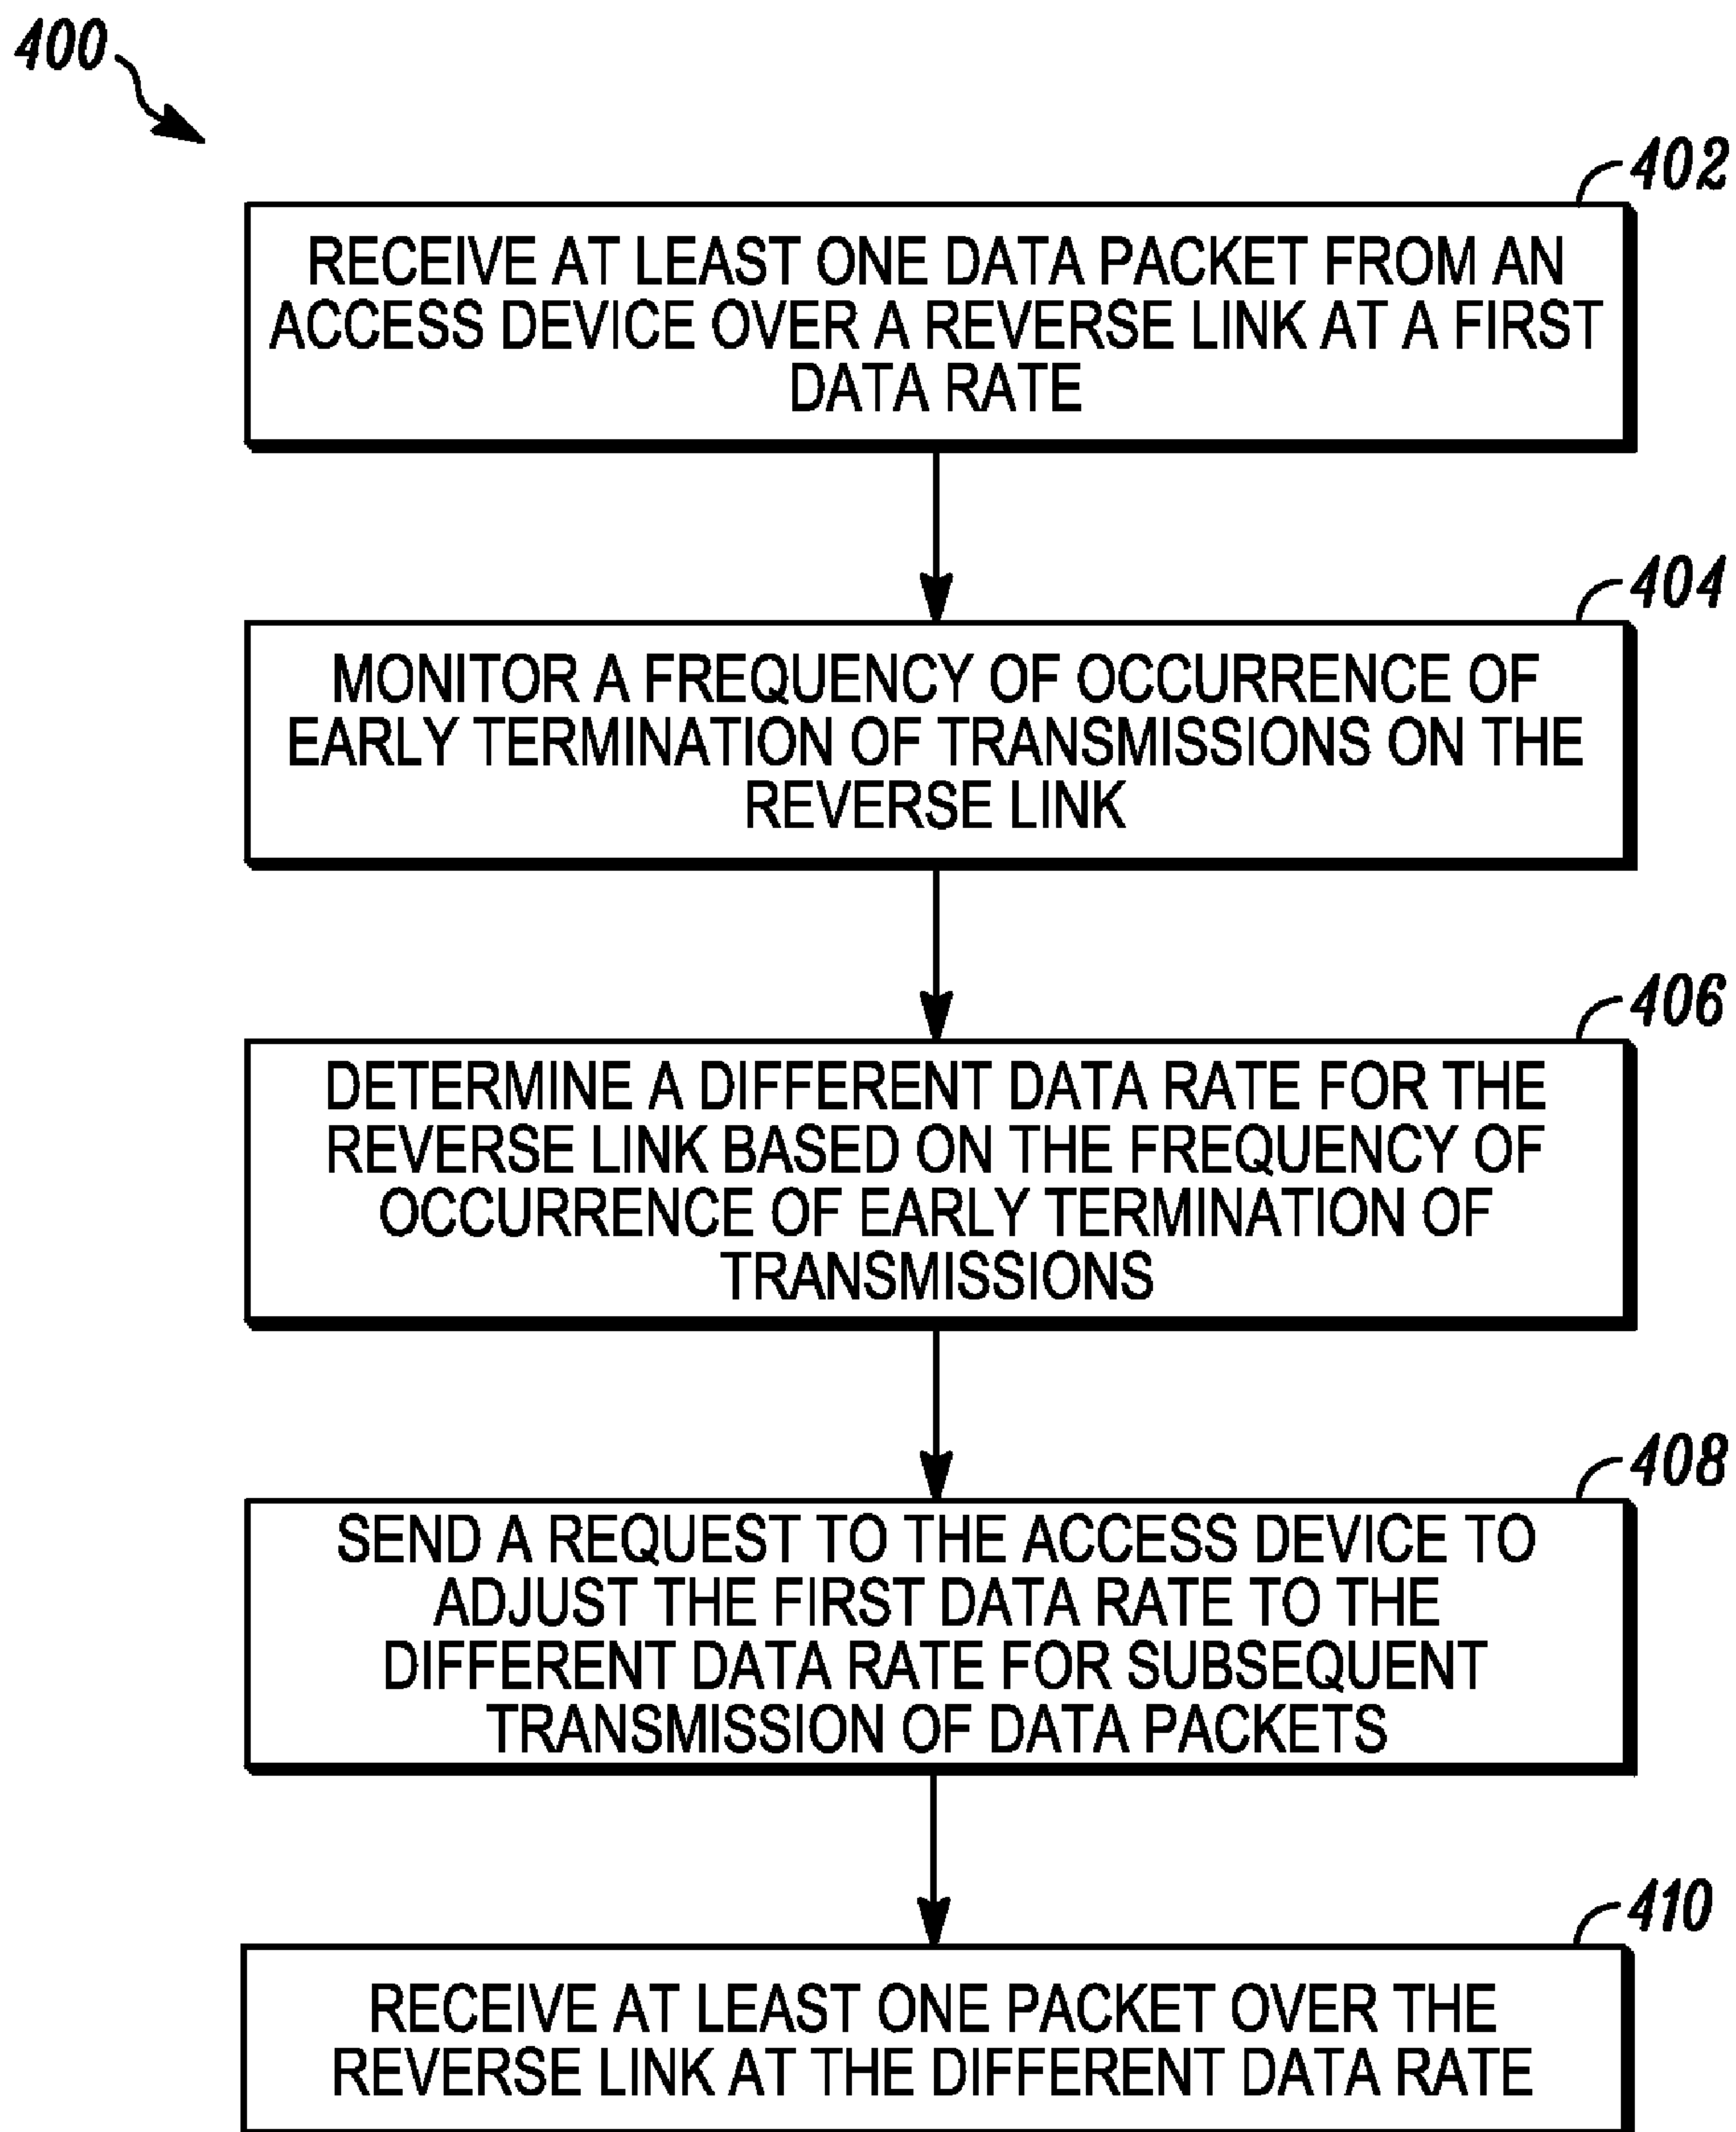 400
402
RECEIVE AT LEAST ONE DATA PACKET FROM AN
ACCESS DEVICE OVER A REVERSE LINK AT A FIRST
DATA RATE
404
MONITOR A FREQUENCY OF OCCURRENCE OF
EARLY TERMINATION OF TRANSMISSIONS ON THE
REVERSE LINK
406
DETERMINE A DIFFERENT DATA RATE FOR THE
REVERSE LINK BASED ON THE FREQUENCY OF
OCCURRENCE OF EARLY TERMINATION OF
TRANSMISSIONS
408
SEND A REQUEST TO THE ACCESS DEVICE TO
ADJUST THE FIRST DATA RATE TO THE
DIFFERENT DATA RATE FOR SUBSEQUENT
TRANSMISSION OF DATA PACKETS
410
RECEIVE AT LEAST ONE PACKET OVER THE
REVERSE LINK AT THE DIFFERENT DATA RATE